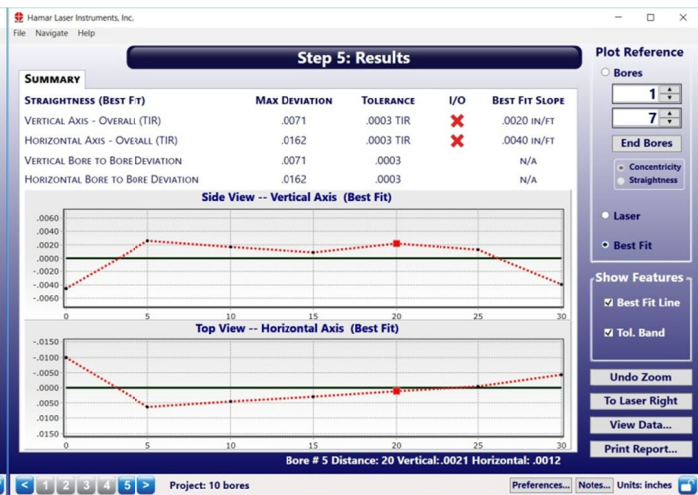 Hamar Laser Instruments, Inc.
File Navigate Help
Step 5: Results
SUMMARY
STRAIGHTNESS (BEST FIT) MAX DEVIATION TOLERANCE I/O BEST FIT SLOPE
VERTICAL AXIS - OVERALL (TIR) .0071 .0003 TIR .0020 IN/FT
HORIZONTAL AXIS - OVERALL (TIR) .0162 .0003 TIR .0040 IN/FT
VERTICAL BORE TO BORE DEVIATION .0071 .0003 N/A
HORIZONTAL BORE TO BORE DEVIATION .0162 .0003 N/A
Side View -- Vertical Axis (Best Fit)
.0060
.0040
.0020
.0000
-.0020
-.0040
-.0060
0 5 10 15 20 25 30
Top View -- Horizontal Axis (Best Fit)
-.0150
.0100
.0050
.0000
.0050
.0100
.0150
0 5 10 15 20 25 30
Bore # 5 Distance: 20 Vertical:.0021 Horizontal: .0012
Plot Reference
Bores
1
7
End Bores
Concentricity
Straightness
Laser
Best Fit
Show Features
Best Fit Line
Tol. Band
Undo Zoom
To Laser Right
View Data...
Print Report...
< 1 2 3 4 5 > Project: 10 bores Preferences... Notes... Units: inches